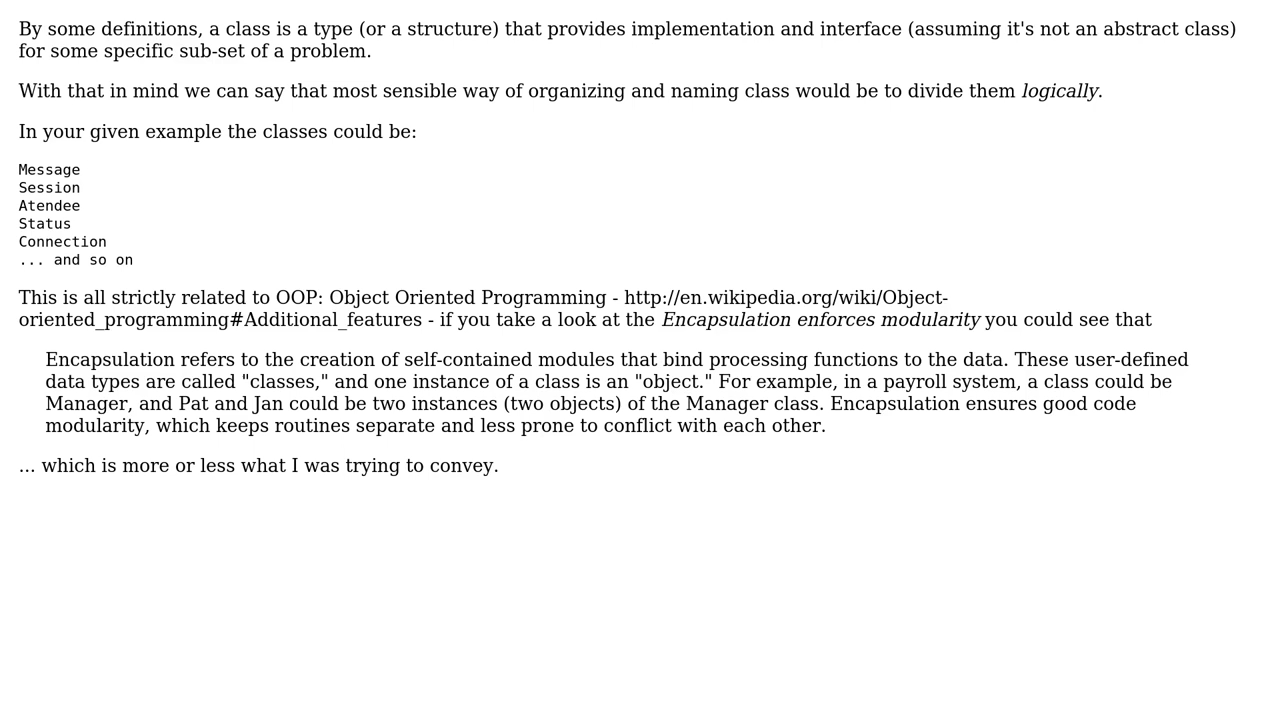 By some definitions, a class is a type (or a structure) that provides implementation and interface (assuming it's not an abstract class)
for some specific sub-set of a problem.
With that in mind we can say that most sensible way of organizing and naming class would be to divide them logically.
In your given example the classes could be:
Message
Session
Atendee
Status
Connection
... and so on
This is all strictly related to OOP: Object Oriented Programming - http://en.wikipedia.org/wiki/Object-
oriented_programming#Additional_features - if you take a look at the Encapsulation enforces modularity you could see that
Encapsulation refers to the creation of self-contained modules that bind processing functions to the data. These user-defined
data types are called "classes," and one instance of a class is an "object." For example, in a payroll system, a class could be
Manager, and Pat and Jan could be two instances (two objects) of the Manager class. Encapsulation ensures good code
modularity, which keeps routines separate and less prone to conflict with each other.
... which is more or less what I was trying to convey.